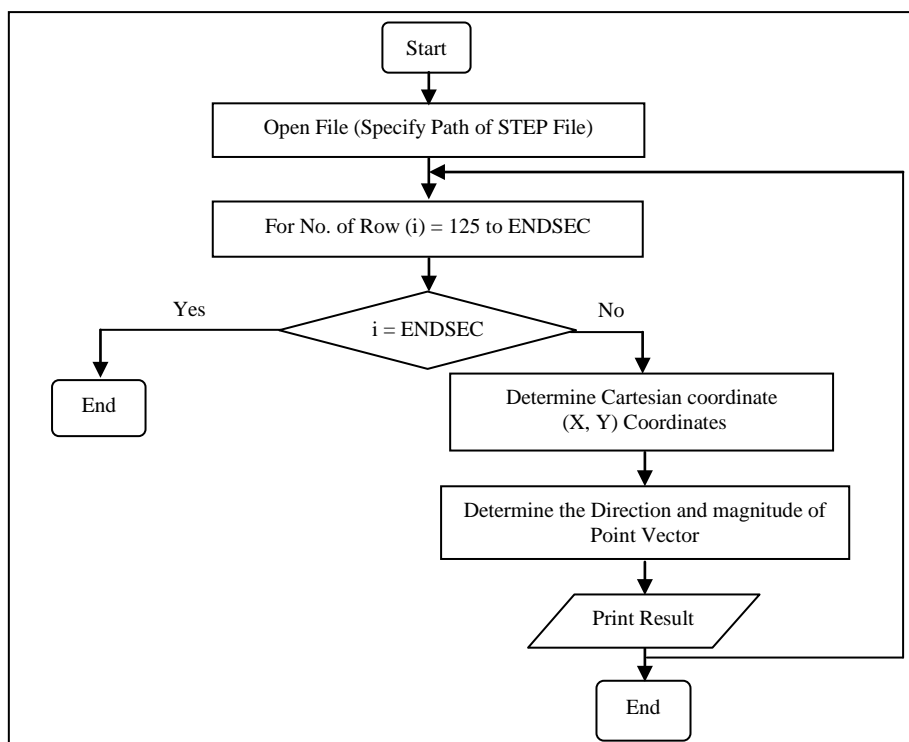 Start
Open File (Specify Path of STEP File)
For No. of Row (i) = 125 to ENDSEC
Yes
i = ENDSEC
No
End
Determine Cartesian coordinate
(X, Y) Coordinates
Determine the Direction and magnitude of
Point Vector
Print Result
End